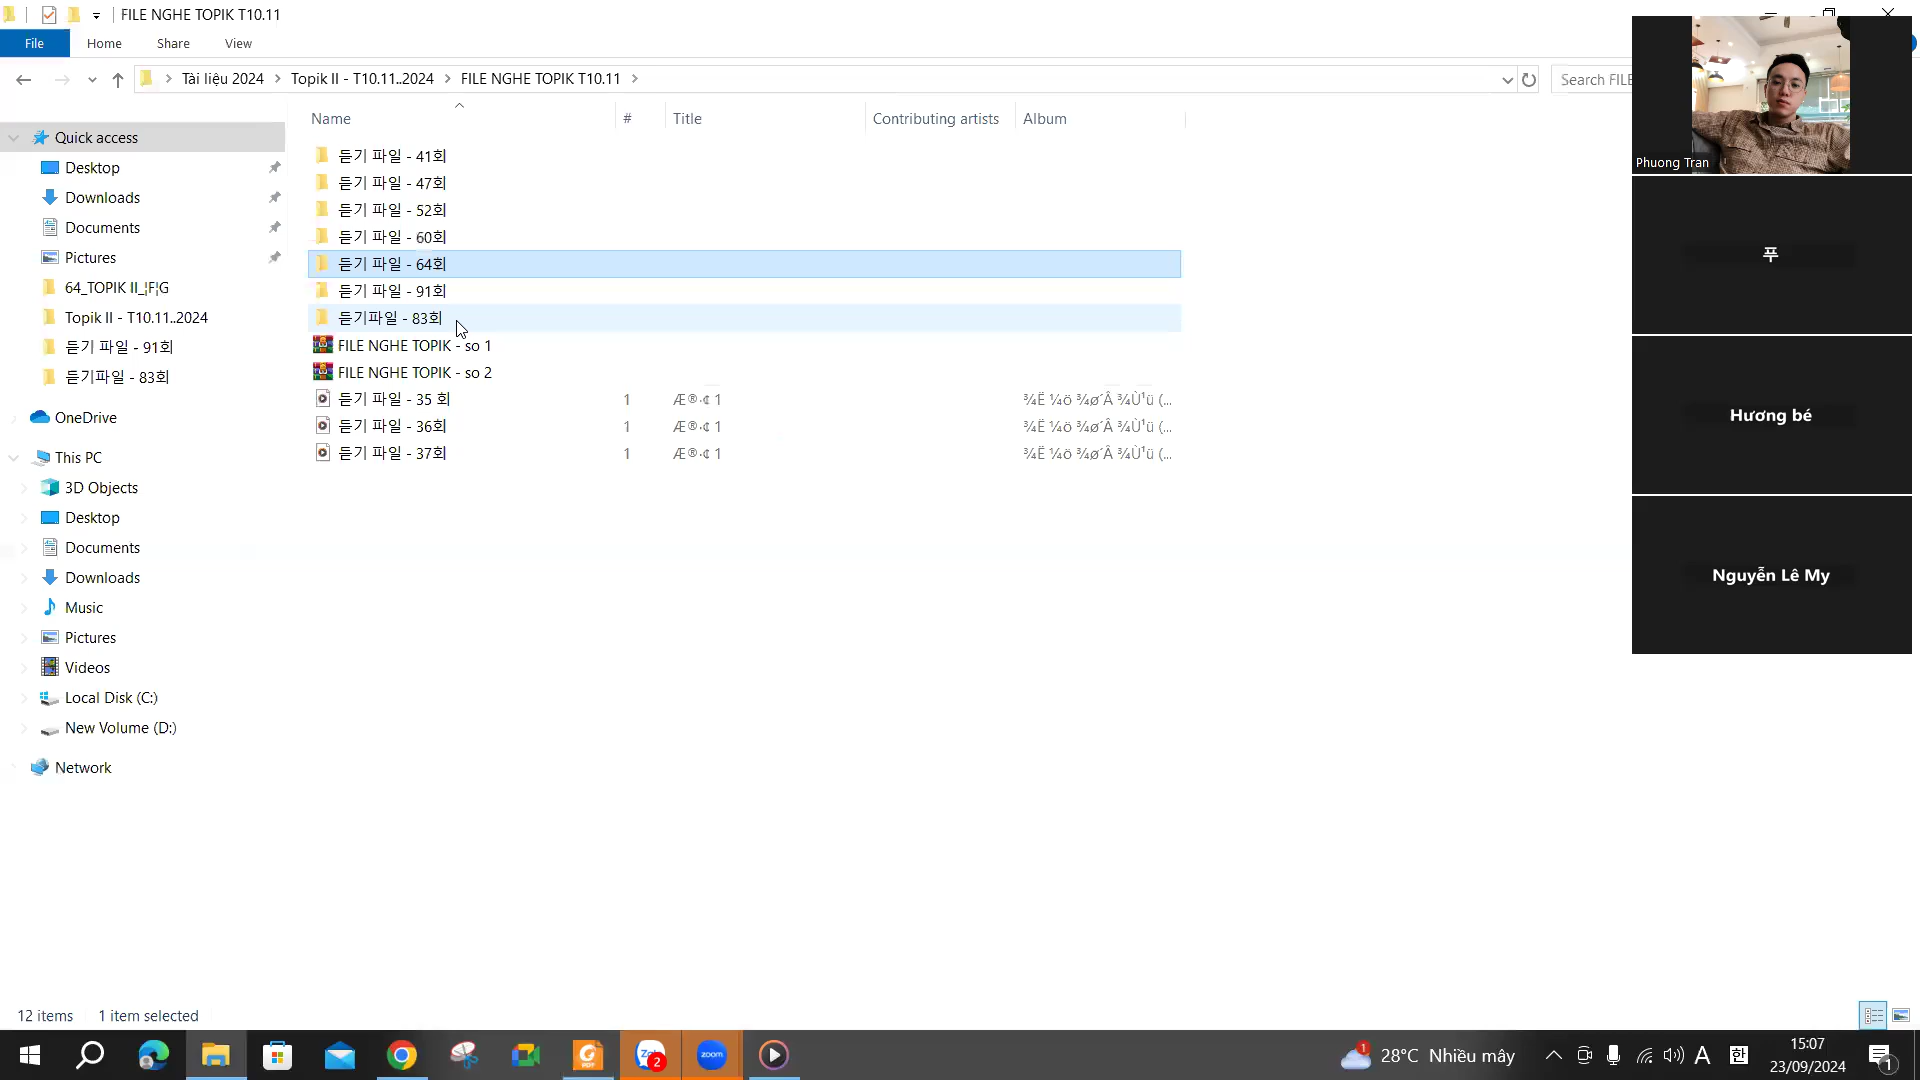 FILE NGHE TOPIK T10.11
File Home Share View
Tài liệu 2024 Topik II - T10.11..2024 FILE NGHE TOPIK T10.11 Search FILE
Phuong Tran
푸
Hương bé
Nguyễn Lê My
Quick access
Desktop
Downloads
Documents
Pictures
64_TOPIK II_¦F¦G
Topik II - T10.11..2024
듣기 파일 - 91회
듣기파일 - 83회
OneDrive
This PC
3D Objects
Desktop
Documents
Downloads
Music
Pictures
Videos
Local Disk (C:)
New Volume (D:)
Network
Name # Title Contributing artists Album
듣기 파일 - 41회
듣기 파일 - 47회
듣기 파일 - 52회
듣기 파일 - 60회
듣기 파일 - 64회
듣기 파일 - 91회
듣기파일 - 83회
FILE NGHE TOPIK - so 1
FILE NGHE TOPIK - so 2
듣기 파일 - 35 회 1 Æ®·¢ 1 ¾Ë ¼ö ¾ø´Â ¾Ù¹ü (...
듣기 파일 - 36회 1 Æ®·¢ 1 ¾Ë ¼ö ¾ø´Â ¾Ù¹ü (...
듣기 파일 - 37회 1 Æ®·¢ 1 ¾Ë ¼ö ¾ø´Â ¾Ù¹ü (...
12 items 1 item selected
PDF 2 zoom 1 28°C Nhiều mây A 한 15:07
23/09/2024 1